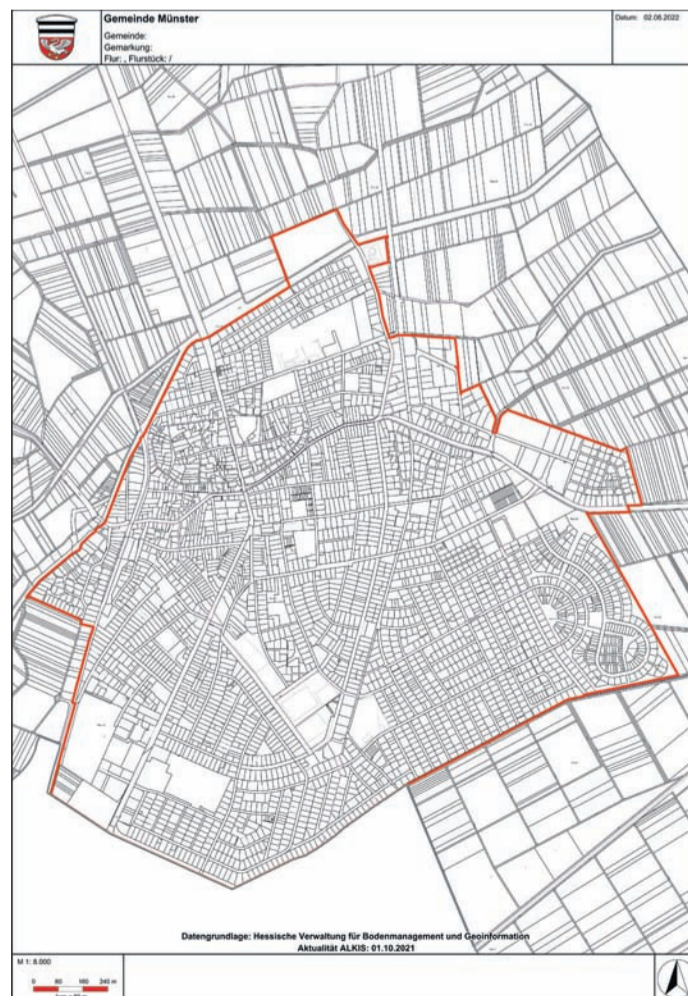 Gemeinde Münster
Gemeinde:
Gemarkung:
Flur: , Flurstück: /
Datum: 02.08.2022
Datengrundlage: Hessische Verwaltung für Bodenmanagement und Geoinformation
Aktualität ALKIS: 01.10.2021
M 1: 8.000
0 80 160 240 m